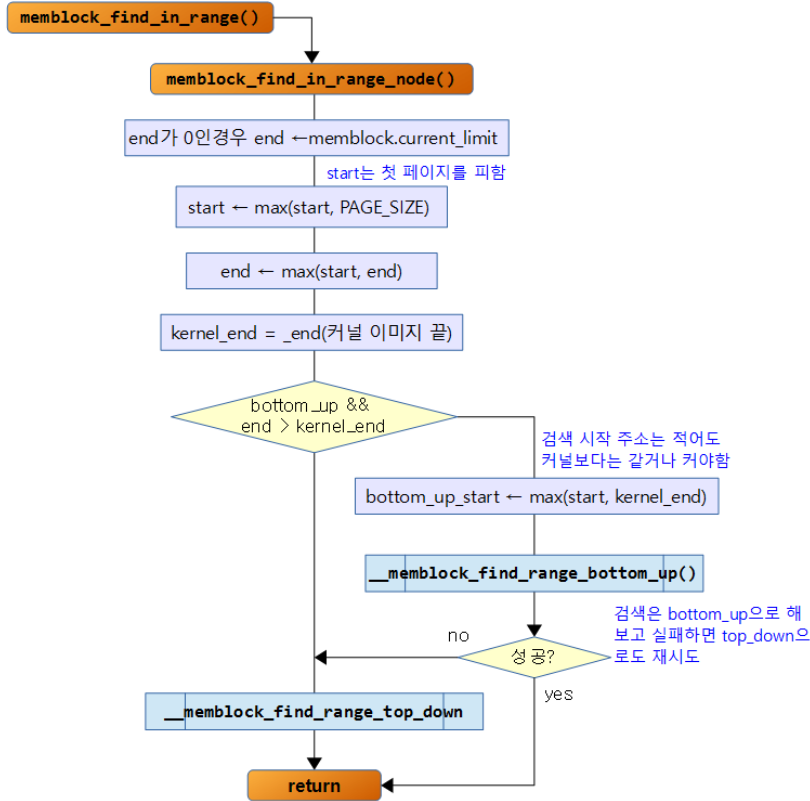 memblock_find_in_range()
memblock_find_in_range_node()
end가 0인경우 end ←memblock.current_limit
start는 첫 페이지를 피함
start ← max(start, PAGE_SIZE)
end ← max(start, end)
kernel_end = _end(커널 이미지 끝)
bottom_up &&
end > kernel_end
검색 시작 주소는 적어도
커널보다는 같거나 커야함
bottom_up_start ← max(start, kernel_end)
__memblock_find_range_bottom_up()
검색은 bottom_up으로 해
보고 실패하면 top_down으
로도 재시도
no
성공?
yes
__memblock_find_range_top_down
return